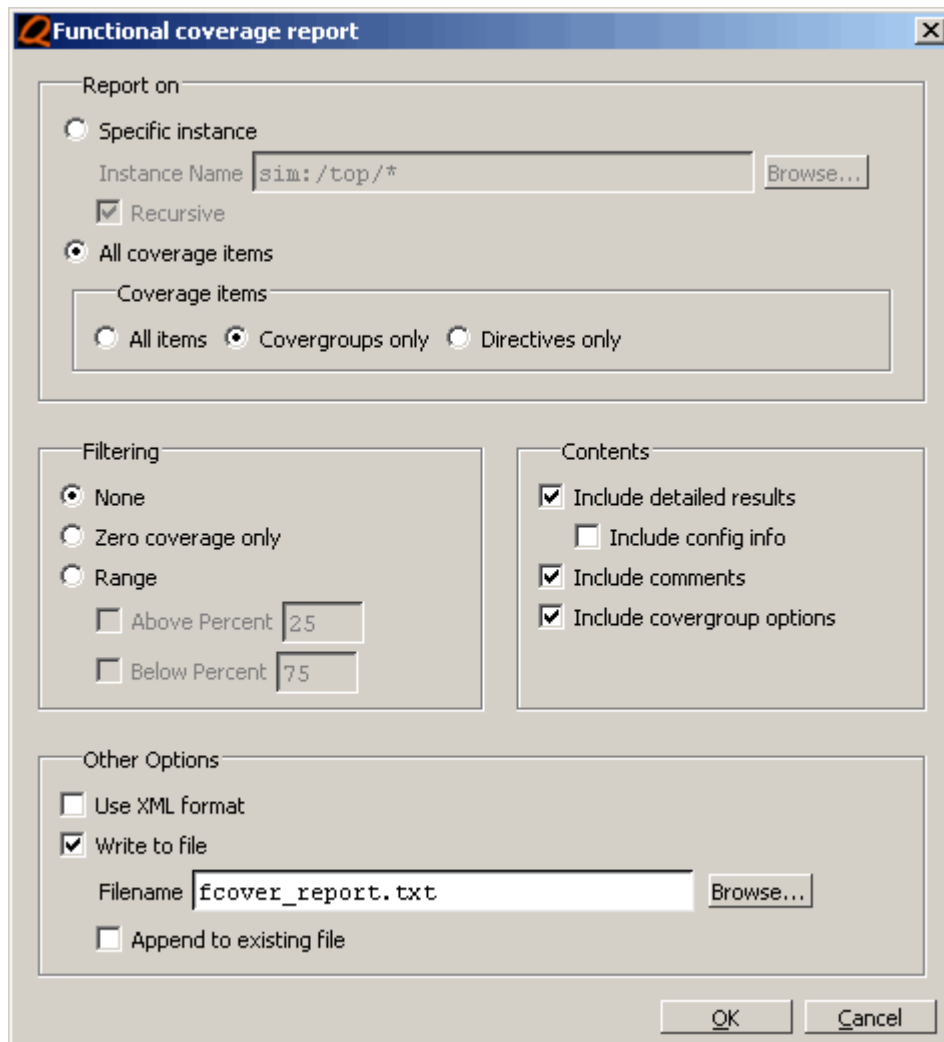 Functional coverage report
Report on
Specific instance
Instance Name sim:/top/* Browse...
Recursive
All coverage items
Coverage items
All items Covergroups only Directives only
Filtering
None
Zero coverage only
Range
Above Percent 25
Below Percent 75
Contents
Include detailed results
Include config info
Include comments
Include covergroup options
Other Options
Use XML format
Write to file
Filename fcover_report.txt Browse...
Append to existing file
OK Cancel